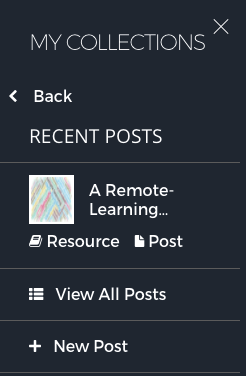 MY COLLECTIONS
Back
RECENT POSTS
A Remote-
Learning...
Resource Post
View All Posts
New Post